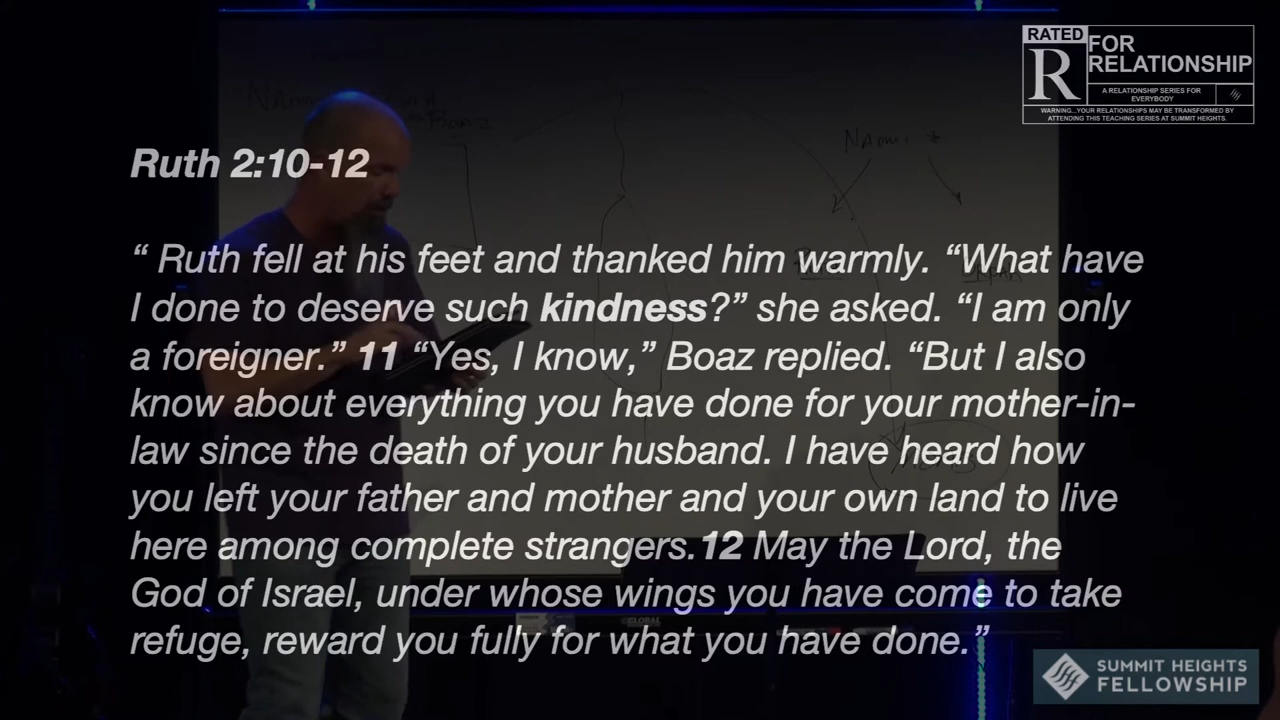 RATED
R
FOR
RELATIONSHIP
A RELATIONSHIP SERIES FOR
EVERYBODY
WARNING...YOUR RELATIONSHIPS MAY BE TRANSFORMED BY
ATTENDING THIS TEACHING SERIES AT SUMMIT HEIGHTS.
Naomi
Ruth 2:10-12
“ Ruth fell at his feet and thanked him warmly. “What have
I done to deserve such kindness?” she asked. “I am only
a foreigner.” 11 “Yes, I know,” Boaz replied. “But I also
know about everything you have done for your mother-in-
law since the death of your husband. I have heard how
you left your father and mother and your own land to live
here among complete strangers.12 May the Lord, the
God of Israel, under whose wings you have come to take
refuge, reward you fully for what you have done.”
GLOBAL
SUMMIT HEIGHTS
FELLOWSHIP